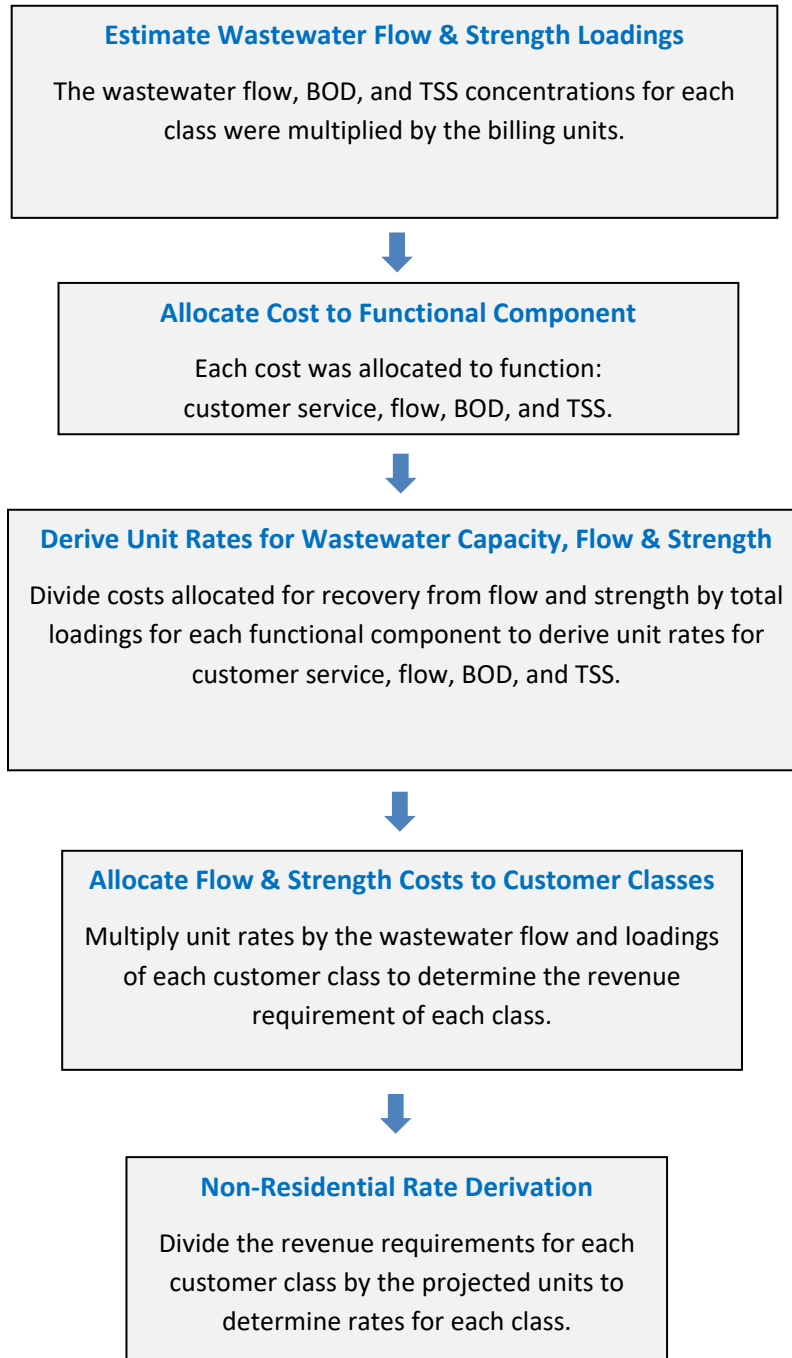 Estimate Wastewater Flow & Strength Loadings
The wastewater flow, BOD, and TSS concentrations for each
class were multiplied by the billing units.
Allocate Cost to Functional Component
Each cost was allocated to function:
customer service, flow, BOD, and TSS.
Derive Unit Rates for Wastewater Capacity, Flow & Strength
Divide costs allocated for recovery from flow and strength by total
loadings for each functional component to derive unit rates for
customer service, flow, BOD, and TSS.
Allocate Flow & Strength Costs to Customer Classes
Multiply unit rates by the wastewater flow and loadings
of each customer class to determine the revenue
requirement of each class.
Non-Residential Rate Derivation
Divide the revenue requirements for each
customer class by the projected units to
determine rates for each class.